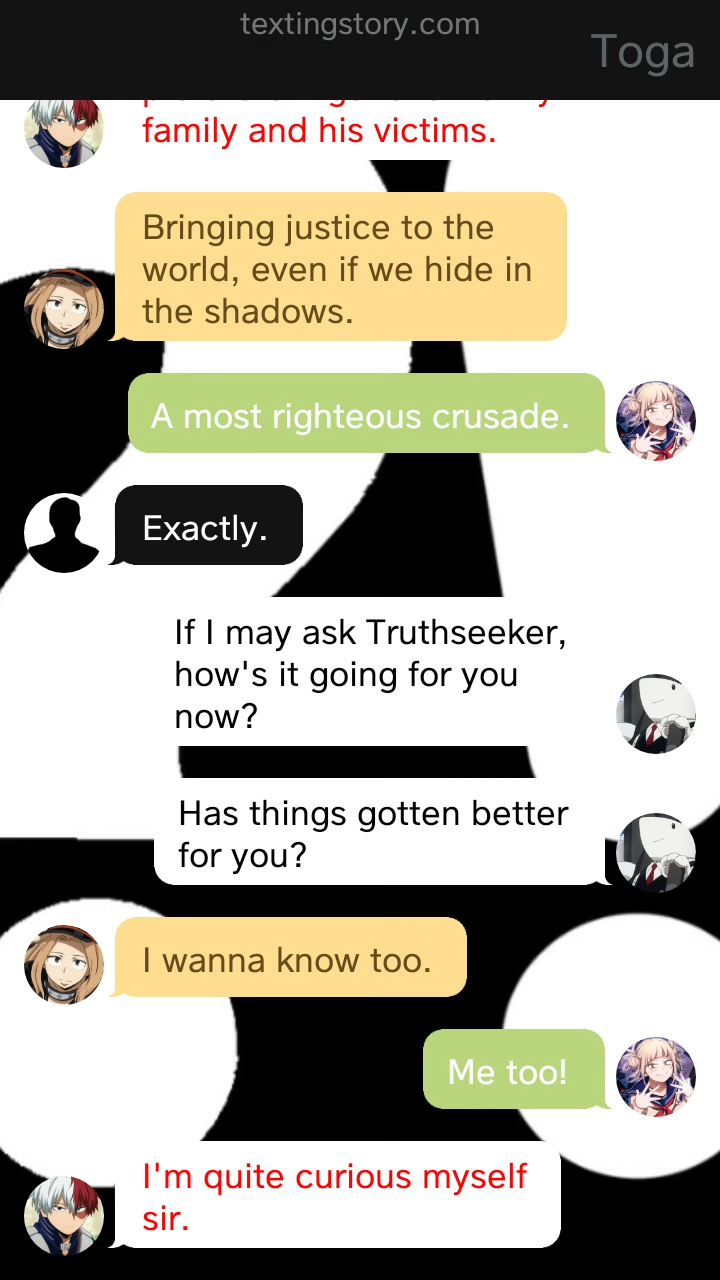 textingstory.com
Toga
family and his victims.
Bringing justice to the
world, even if we hide in
the shadows.
A most righteous crusade.
Exactly.
If I may ask Truthseeker,
how's it going for you
now?
Has things gotten better
for you?
I wanna know too.
Me too!
I'm quite curious myself
sir.